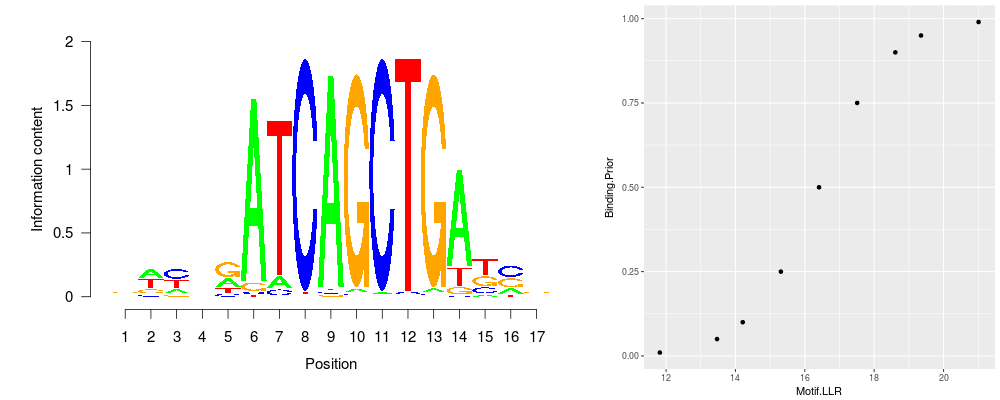 2
1.5
1
0.5
0
Information content
A C G A T C A G C T G A T C
T T A G A T G G
1 2 3 4 5 6 7 8 9 10 11 12 13 14 15 16 17
Position
1.00
0.75
0.50
0.25
0.00
Binding.Prior
12 14 16 18 20
Motif.LLR